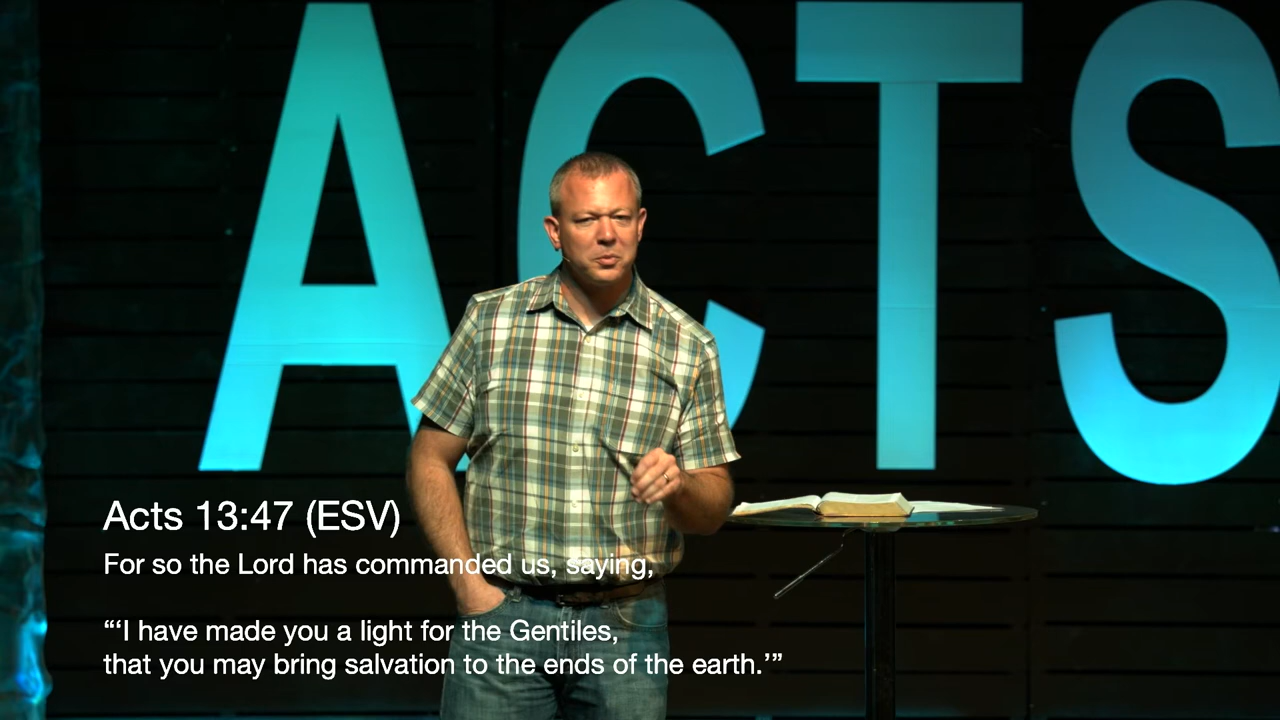 ACTS
Acts 13:47 (ESV)
For so the Lord has commanded us, saying,
“‘I have made you a light for the Gentiles,
that you may bring salvation to the ends of the earth.’”